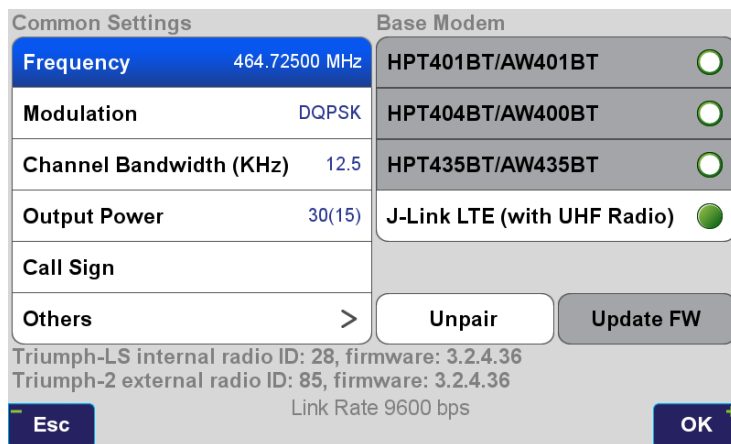 Common Settings
Base Modem
Frequency 464.72500 MHz
HPT401BT/AW401BT
Modulation DQPSK
HPT404BT/AW400BT
Channel Bandwidth (KHz) 12.5
HPT435BT/AW435BT
Output Power 30(15)
J-Link LTE (with UHF Radio)
Call Sign
Others >
Unpair
Update FW
Triumph-LS internal radio ID: 28, firmware: 3.2.4.36
Triumph-2 external radio ID: 85, firmware: 3.2.4.36
Link Rate 9600 bps
Esc
OK